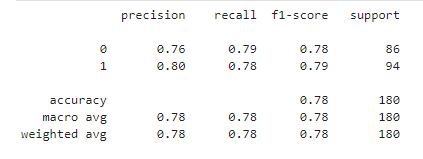 precision recall f1-score support
0 0.76 0.79 0.78 86
1 0.80 0.78 0.79 94
accuracy 0.78 180
macro avg 0.78 0.78 0.78 180
weighted avg 0.78 0.78 0.78 180